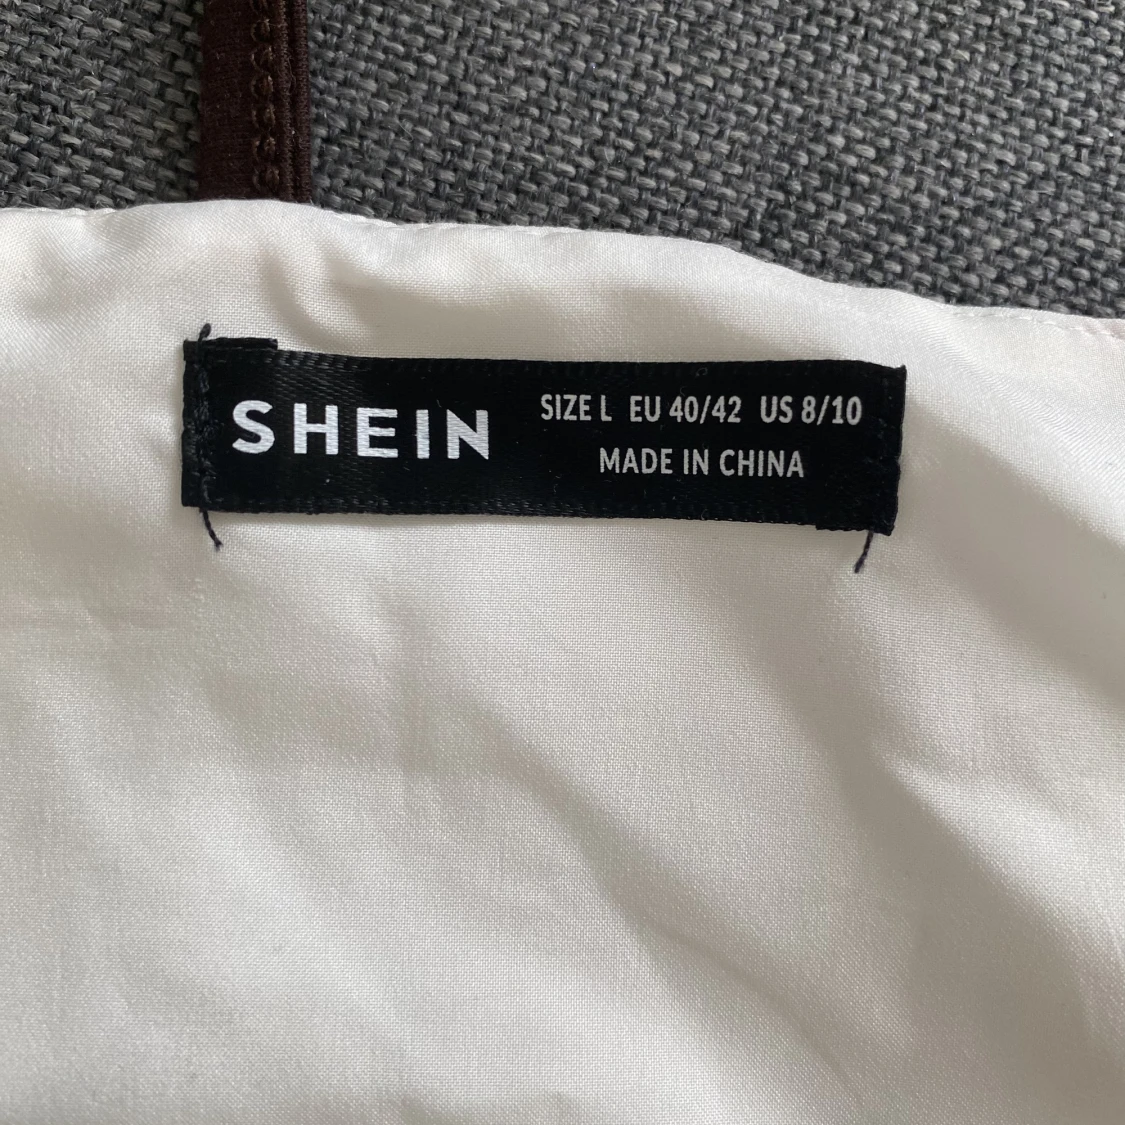 SHEIN
SIZE L EU 40/42 US 8/10
MADE IN CHINA